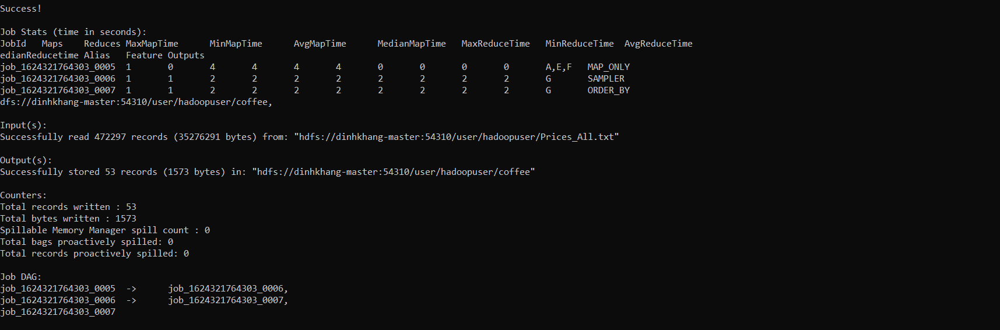 Success!
Job Stats (time in seconds):
JobId Maps Reduces MaxMapTime MinMapTime AvgMapTime MedianMapTime MaxReduceTime MinReduceTime AvgReduceTime
edianReducetime Alias Feature Outputs
job_1624321764303_0005 1 0 4 4 4 4 0 0 0 0 A,E,F MAP_ONLY
job_1624321764303_0006 1 1 2 2 2 2 2 2 2 2 G SAMPLER
job_1624321764303_0007 1 1 2 2 2 2 2 2 2 2 G ORDER_BY
dfs://dinhkhang-master:54310/user/hadoopuser/coffee,
Input(s):
Successfully read 472297 records (35276291 bytes) from: "hdfs://dinhkhang-master:54310/user/hadoopuser/Prices_All.txt"
Output(s):
Successfully stored 53 records (1573 bytes) in: "hdfs://dinhkhang-master:54310/user/hadoopuser/coffee"
Counters:
Total records written : 53
Total bytes written : 1573
Spillable Memory Manager spill count : 0
Total bags proactively spilled: 0
Total records proactively spilled: 0
Job DAG:
job_1624321764303_0005 -> job_1624321764303_0006,
job_1624321764303_0006 -> job_1624321764303_0007,
job_1624321764303_0007